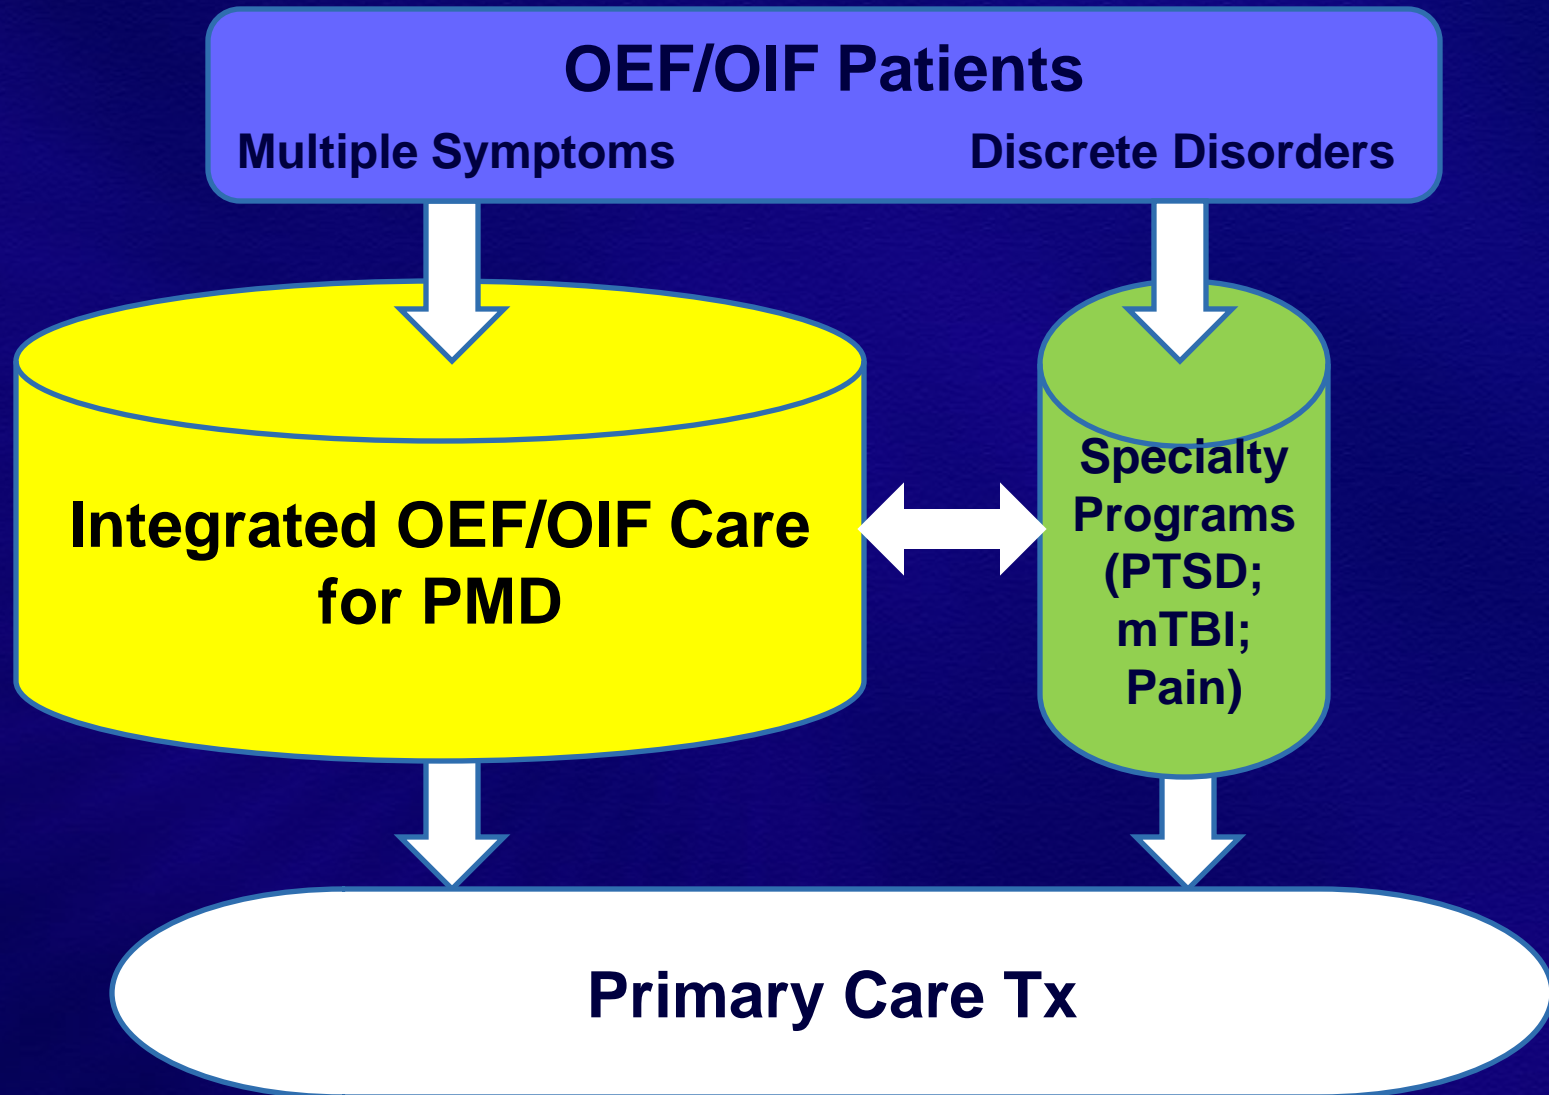 OEF/OIF Patients
Multiple Symptoms
Discrete Disorders
Integrated OEF/OIF Care
for PMD
Specialty
Programs
(PTSD;
mTBI;
Pain)
Primary Care Tx